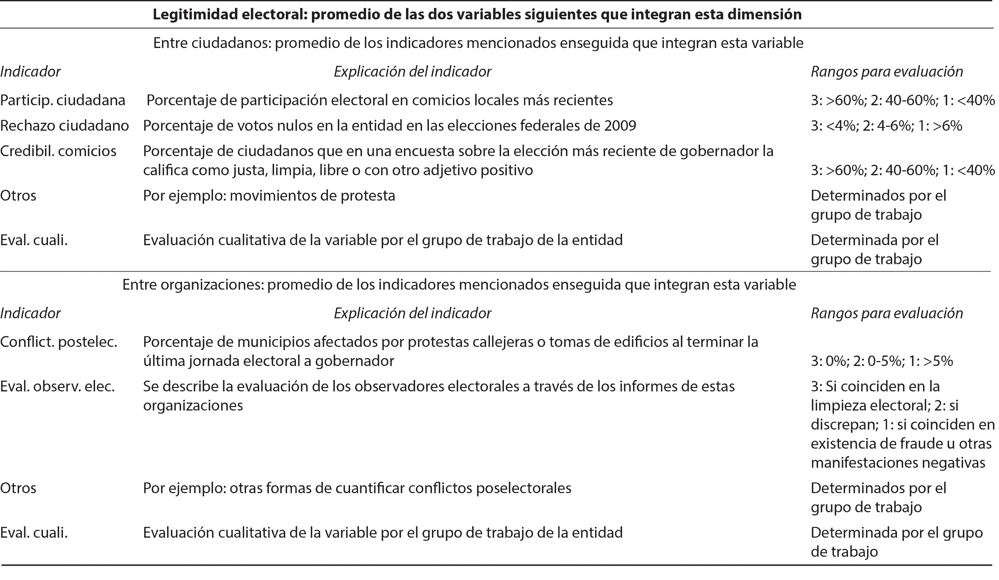 Legitimidad electoral: promedio de las dos variables siguientes que integran esta dimensión
Entre ciudadanos: promedio de los indicadores mencionados enseguida que integran esta variable
Indicador Explicación del indicador Rangos para evaluación
Particip. ciudadana Porcentaje de participación electoral en comicios locales más recientes 3: >60%; 2: 40-60%; 1: <40%
Rechazo ciudadano Porcentaje de votos nulos en la entidad en las elecciones federales de 2009 3: <4%; 2: 4-6%; 1: >6%
Credibil. comicios Porcentaje de ciudadanos que en una encuesta sobre la elección más reciente de gobernador la
califica como justa, limpia, libre o con otro adjetivo positivo 3: >60%; 2: 40-60%; 1: <40%
Otros Por ejemplo: movimientos de protesta Determinados por el
grupo de trabajo
Eval. cuali. Evaluación cualitativa de la variable por el grupo de trabajo de la entidad Determinada por el
grupo de trabajo
Entre organizaciones: promedio de los indicadores mencionados enseguida que integran esta variable
Indicador Explicación del indicador Rangos para evaluación
Conflict. postelec. Porcentaje de municipios afectados por protestas callejeras o tomas de edificios al terminar la
última jornada electoral a gobernador 3: 0%; 2: 0-5%; 1: >5%
Eval. observ. elec. Se describe la evaluación de los observadores electorales a través de los informes de estas 3: Si coinciden en la
organizaciones limpieza electoral; 2: si
discrepan; 1: si coinciden en
existencia de fraude u otras
manifestaciones negativas
Otros Por ejemplo: otras formas de cuantificar conflictos poselectorales Determinados por el
grupo de trabajo
Eval. cuali. Evaluación cualitativa de la variable por el grupo de trabajo de la entidad Determinada por el grupo
de trabajo